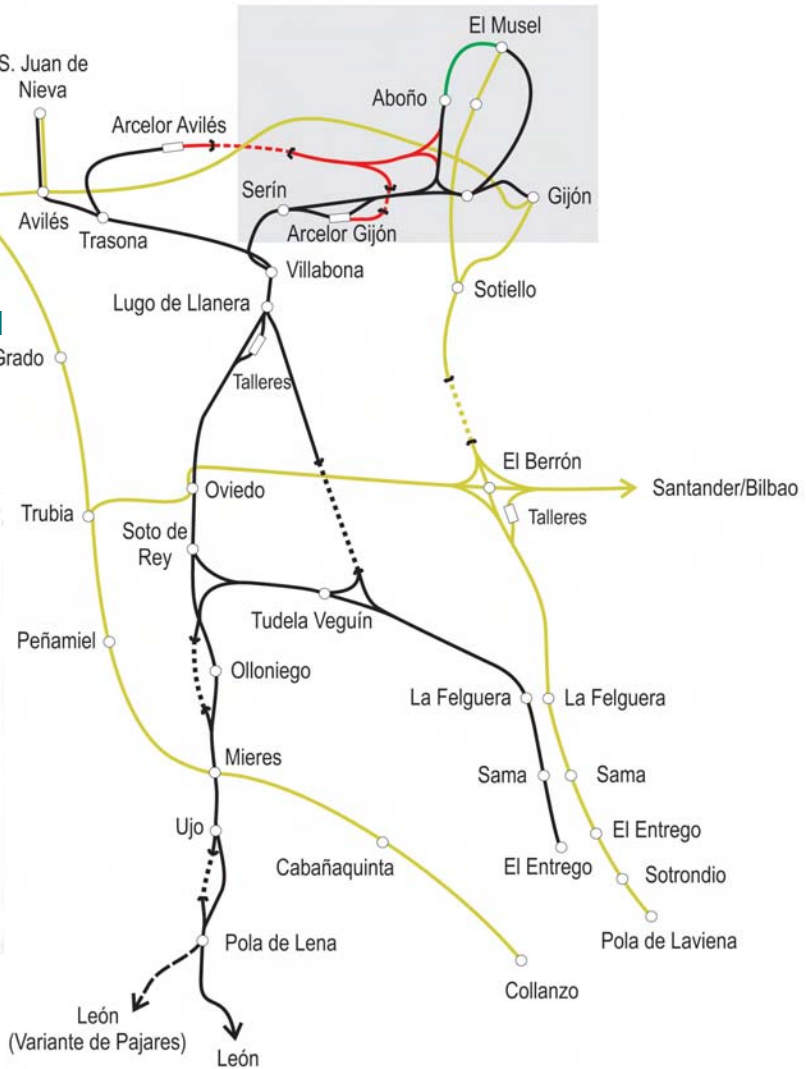 El Musel
S. Juan de
Nieva
Aboño
Arcelor Avilés
Serín
Gijón
Avilés
Arcelor Gijón
Trasona
Villabona
Sotiello
Lugo de Llanera
Grado
Talleres
El Berrón
Oviedo
Santander/Bilbao
Trubia
Talleres
Soto de
Rey
Tudela Veguín
Peñamiel
Olloniego
La Felguera
La Felguera
Mieres
Sama
Sama
Ujo
El Entrego
Cabañaquinta
El Entrego
Sotrondio
Pola de Lena
Pola de Laviena
Collanzo
León
(Variante de Pajares)
León